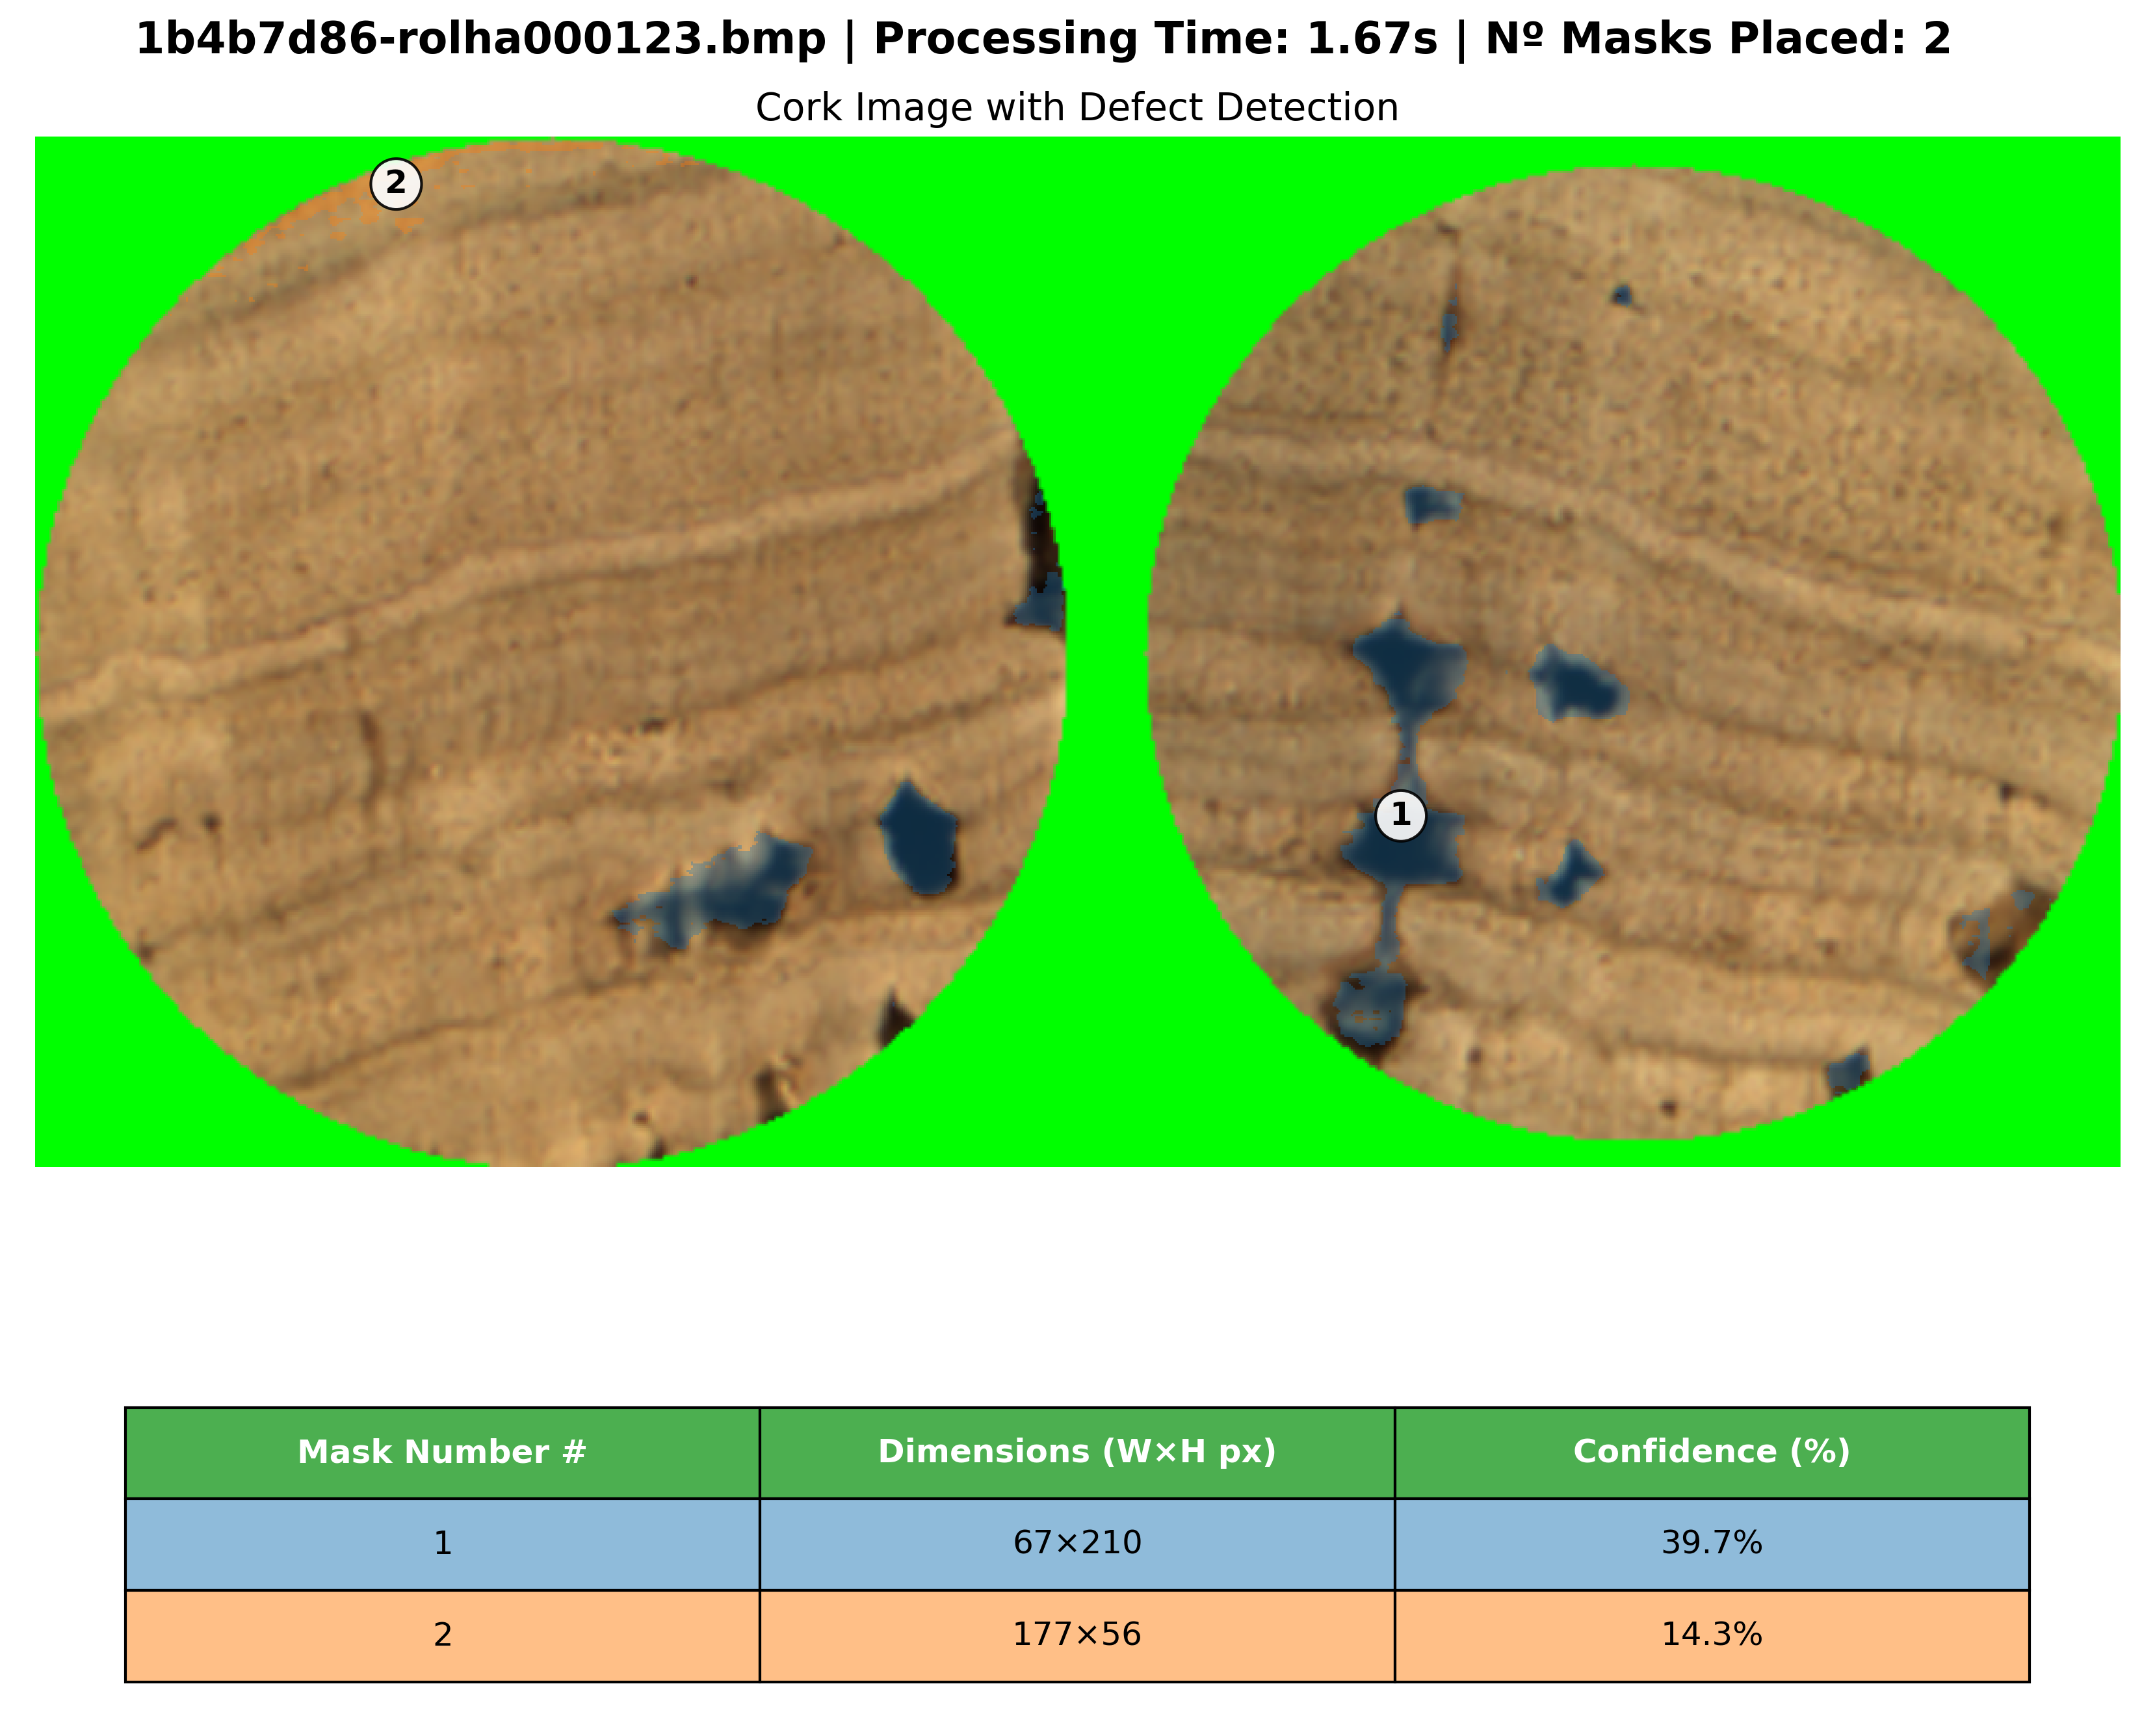 1b4b7d86-rolha000123.bmp | Processing Time: 1.67s | Nº Masks Placed: 2
Cork Image with Defect Detection
2
1
Mask Number # Dimensions (W×H px) Confidence (%)
1 67×210 39.7%
2 177×56 14.3%